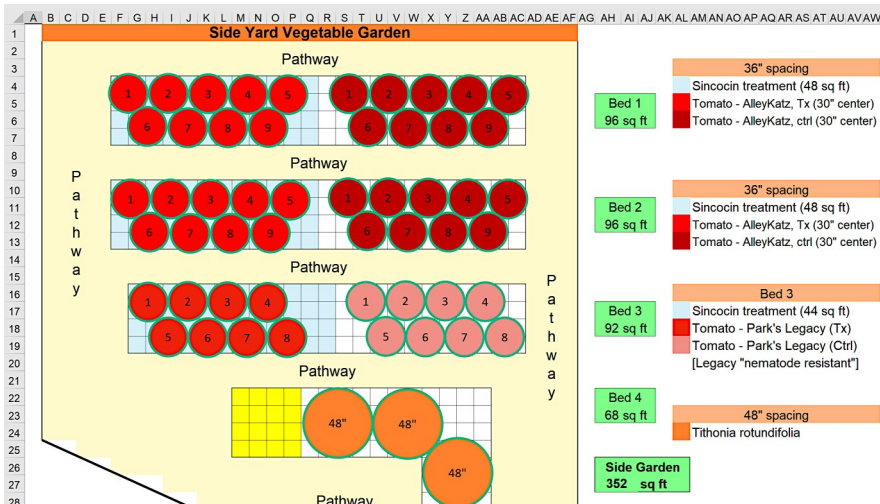 A B C D E F G H I J K L M N O P Q R S T U V W X Y Z AA AB AC AD AE AF AG AH AI AJ AK AL AM AN AO AP AQ AR AS AT AU AV AW
1 Side Yard Vegetable Garden
2
Pathway
3 36" spacing
4 Sincocin treatment (48 sq ft)
1 2 3 4 5 1 2 3 4 5
5 Bed 1 Tomato - AlleyKatz, Tx (30" center)
6 96 sq ft Tomato - AlleyKatz, ctrl (30" center)
6 7 8 9 6 7 8 9
7
8
9 Pathway
10 36" spacing
1 2 3 4 5 1 2 3 4 5
11 Bed 2 Sincocin treatment (48 sq ft)
12 96 sq ft Tomato - AlleyKatz, Tx (30" center)
6 7 8 9 6 7 8 9
13 Tomato - AlleyKatz, ctrl (30" center)
14
Pathway
15 Pathway
Pathway
16 Bed 3
1 2 3 4 1 2 3 4
17 Bed 3 Sincocin treatment (44 sq ft)
18 92 sq ft Tomato - Park's Legacy (Tx)
5 6 7 8 5 6 7 8
19 Tomato - Park's Legacy (Ctrl)
20 [Legacy "nematode resistant"]
21 Pathway
22 Bed 4
23 68 sq ft 48" spacing
48" 48"
24 Tithonia rotundifolia
25
26 Side Garden
48"
27 352 sq ft
28 Pathway